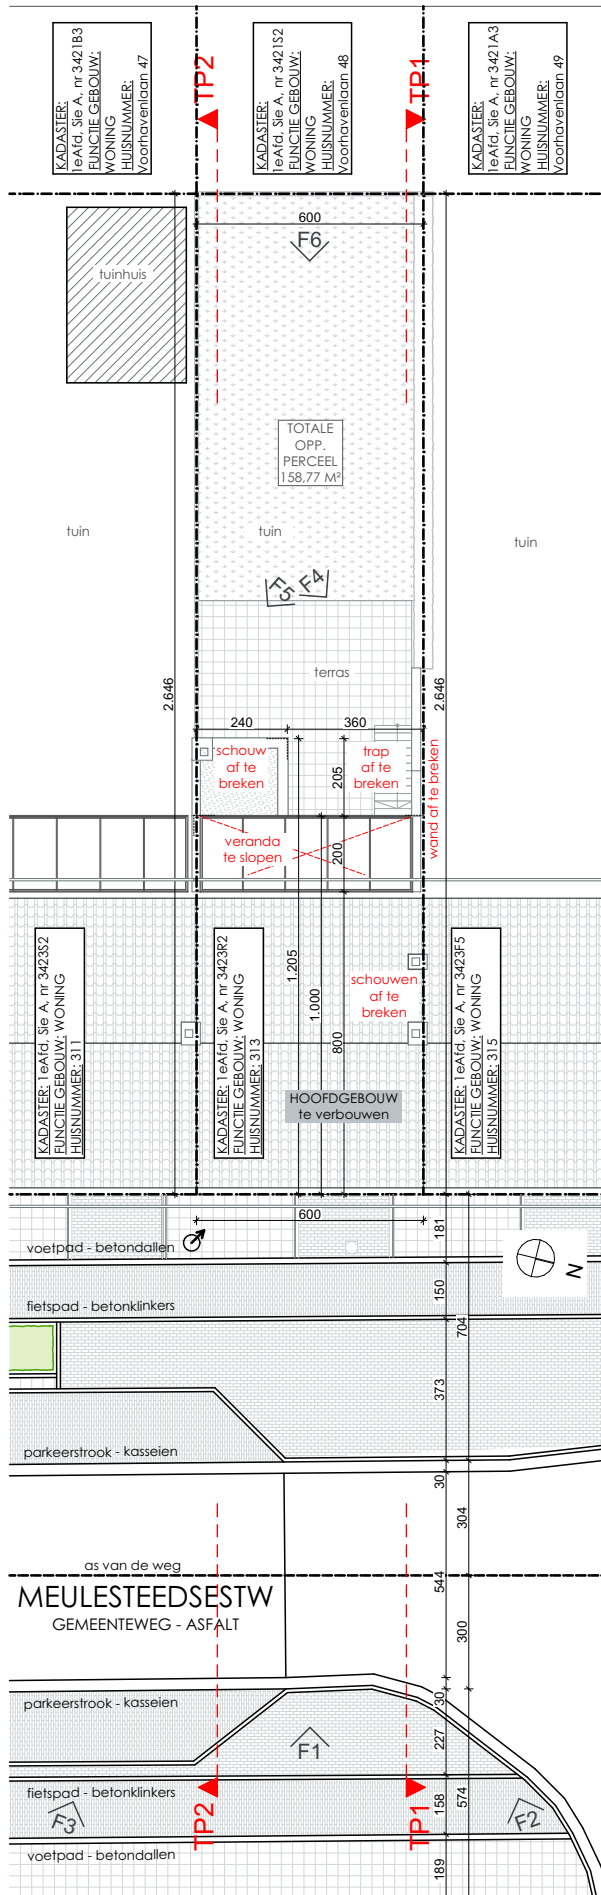 KADASTER:
1eAfd, Sie A, nr 3421B3
FUNCTIE GEBOUW:
WONING
HUISNUMMER:
Voorhavenlaan 47
TP2
KADASTER:
1eAfd, Sie A, nr 3421S2
FUNCTIE GEBOUW:
WONING
HUISNUMMER:
Voorhavenlaan 48
TP1
KADASTER:
1eAfd, Sie A, nr 3421A3
FUNCTIE GEBOUW:
WONING
HUISNUMMER:
Voorhavenlaan 49
600
F6
tuinhuis
TOTALE
OPP.
PERCEEL
158,77 M²
tuin
tuin
tuin
F5
F4
terras
2.646
2.646
240
360
schouw
af te
breken
205
trap
af te
breken
wand af te breken
veranda
te slopen
200
KADASTER: 1eAfd, Sie A, nr 3423S2
FUNCTIE GEBOUW: WONING
HUISNUMMER: 311
KADASTER: 1eAfd, Sie A, nr 3423R2
FUNCTIE GEBOUW: WONING
HUISNUMMER: 313
1.205
1.000
800
schouwen
af te
breken
KADASTER: 1eAfd, Sie A, nr 3423F5
FUNCTIE GEBOUW: WONING
HUISNUMMER: 315
HOOFDGEBOUW
te verbouwen
600
181
voetpad - betondallen
N
150
fietspad - betonklinkers
704
373
parkeerstrook - kasseien
30
304
as van de weg
544
MEULESTEEDSESTW
GEMEENTEWEG - ASFALT
300
parkeerstrook - kasseien
30
F1
227
fietspad - betonklinkers
158
574
F3
TP2
TP1
F2
voetpad - betondallen
189